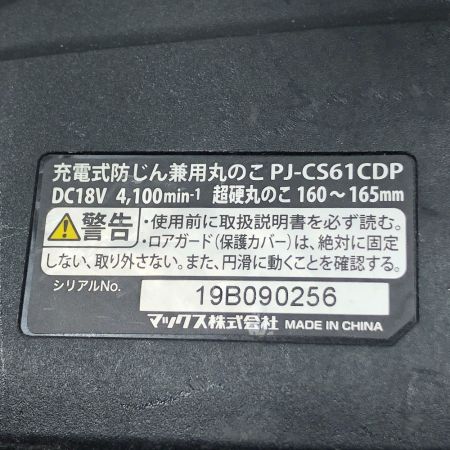 充電式防じん兼用丸のこ PJ-CS61CDP
DC18V 4,100min-1 超硬丸のこ 160～165mm
警告 ・使用前に取扱説明書を必ず読む。
・ロアガード(保護カバー)は、絶対に固定
しない、取り外さない。また、円滑に動くことを確認する。
シリアルNo. 19B090256
マックス株式会社 MADE IN CHINA